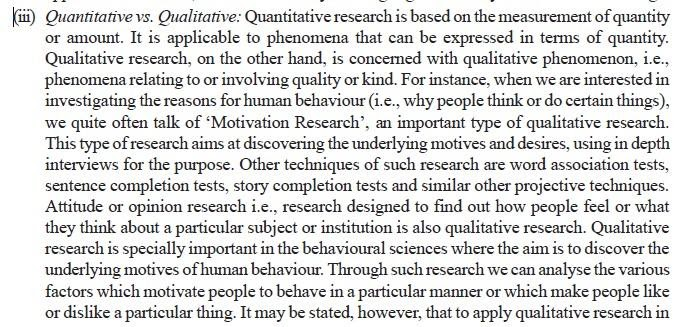 (iii) Quantitative vs. Qualitative: Quantitative research is based on the measurement of quantity
or amount. It is applicable to phenomena that can be expressed in terms of quantity.
Qualitative research, on the other hand, is concerned with qualitative phenomenon, i.e.,
phenomena relating to or involving quality or kind. For instance, when we are interested in
investigating the reasons for human behaviour (i.e., why people think or do certain things),
we quite often talk of ‘Motivation Research’, an important type of qualitative research.
This type of research aims at discovering the underlying motives and desires, using in depth
interviews for the purpose. Other techniques of such research are word association tests,
sentence completion tests, story completion tests and similar other projective techniques.
Attitude or opinion research i.e., research designed to find out how people feel or what
they think about a particular subject or institution is also qualitative research. Qualitative
research is specially important in the behavioural sciences where the aim is to discover the
underlying motives of human behaviour. Through such research we can analyse the various
factors which motivate people to behave in a particular manner or which make people like
or dislike a particular thing. It may be stated, however, that to apply qualitative research in